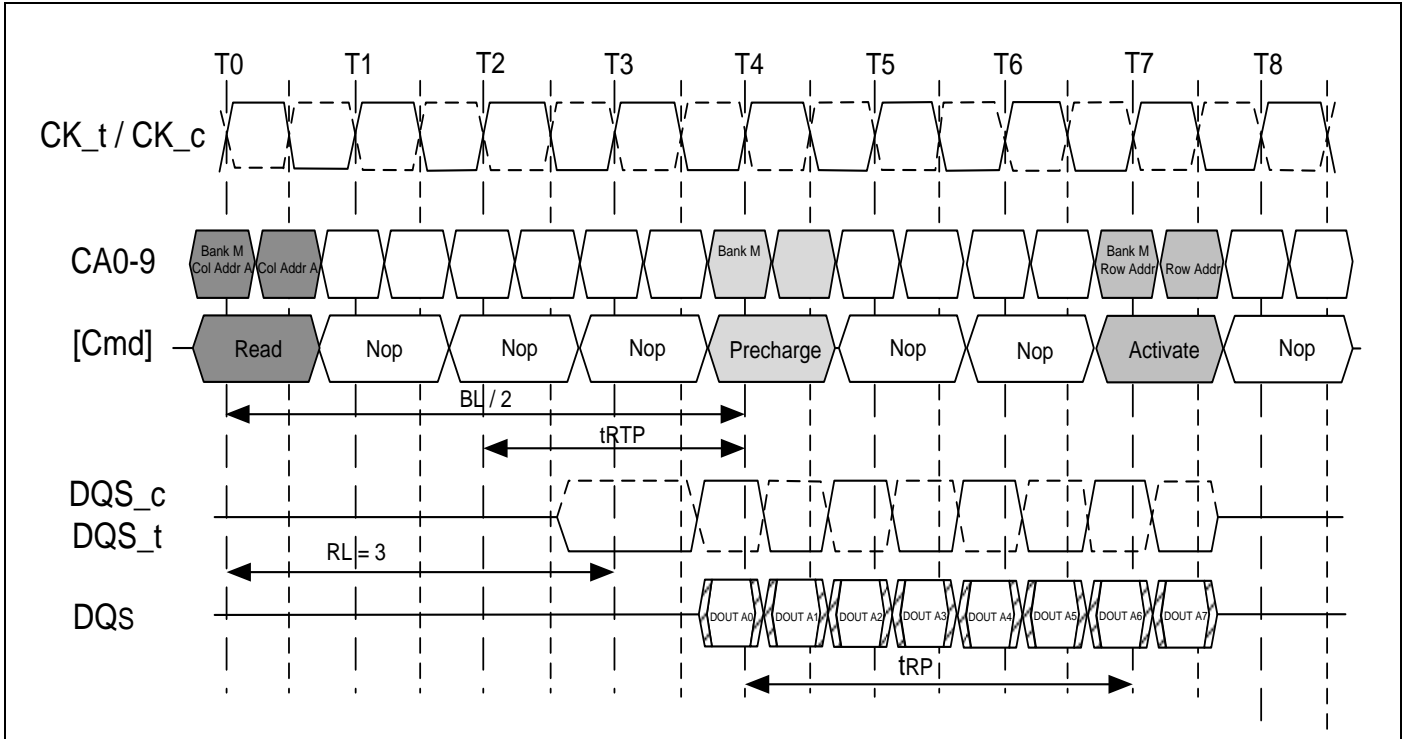 T0 T1 T2 T3 T4 T5 T6 T7 T8
CK_t / CK_c
CA0-9
Bank M
Col Addr A
Col Addr A
Bank M
Bank M
Row Addr
Row Addr
[Cmd]
Read Nop Nop Nop Precharge Nop Nop Activate Nop
BL / 2
tRTP
DQS_c
DQS_t
RL = 3
DQs
DOUT A0 DOUT A1 DOUT A2 DOUT A3 DOUT A4 DOUT A5 DOUT A6 DOUT A7
tRP